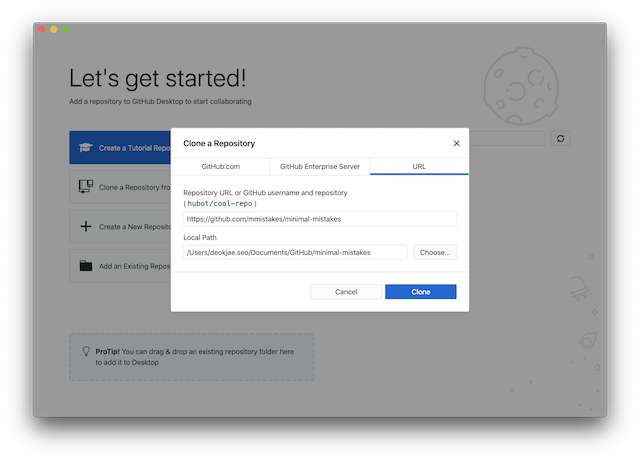 Let's get started!
Add a repository to GitHub Desktop to start collaborating
Create a Tutorial Repo
Clone a Repository from
Create a New Repository
Add an Existing Repos
ProTip! You can drag & drop an existing repository folder here
to add it to Desktop
Clone a Repository
GitHub.com
GitHub Enterprise Server
URL
Repository URL or GitHub username and repository
(hubot/cool-repo)
https://github.com/mmistakes/minimal-mistakes
Local Path
/Users/deokjae.seo/Documents/GitHub/minimal-mistakes
Choose...
Cancel
Clone